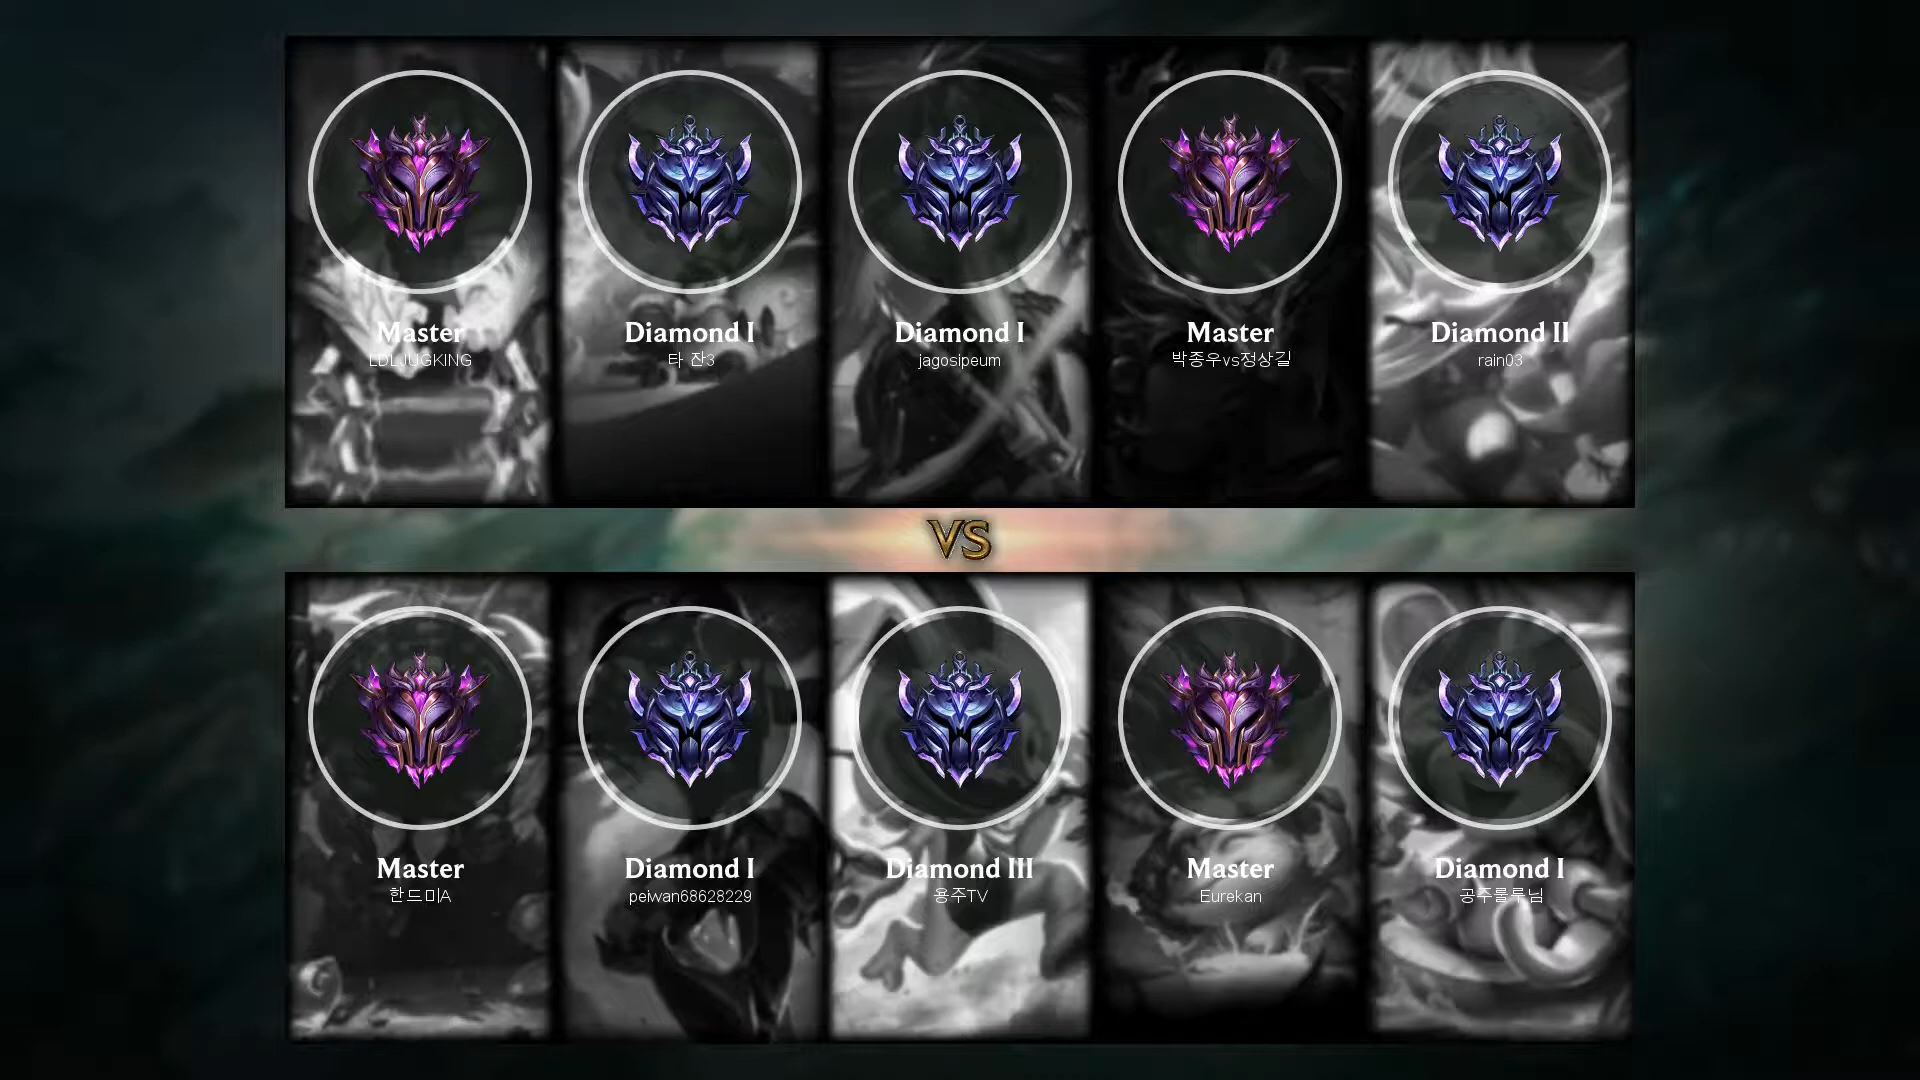 Master
LDLJUGKING
Diamond I
타 잔3
Diamond I
jagosipeum
Master
박종우vs정상길
Diamond II
rain03
VS
Master
한드미A
Diamond I
peiwan68628229
Diamond III
용주TV
Master
Eurekan
Diamond I
공주룰루님